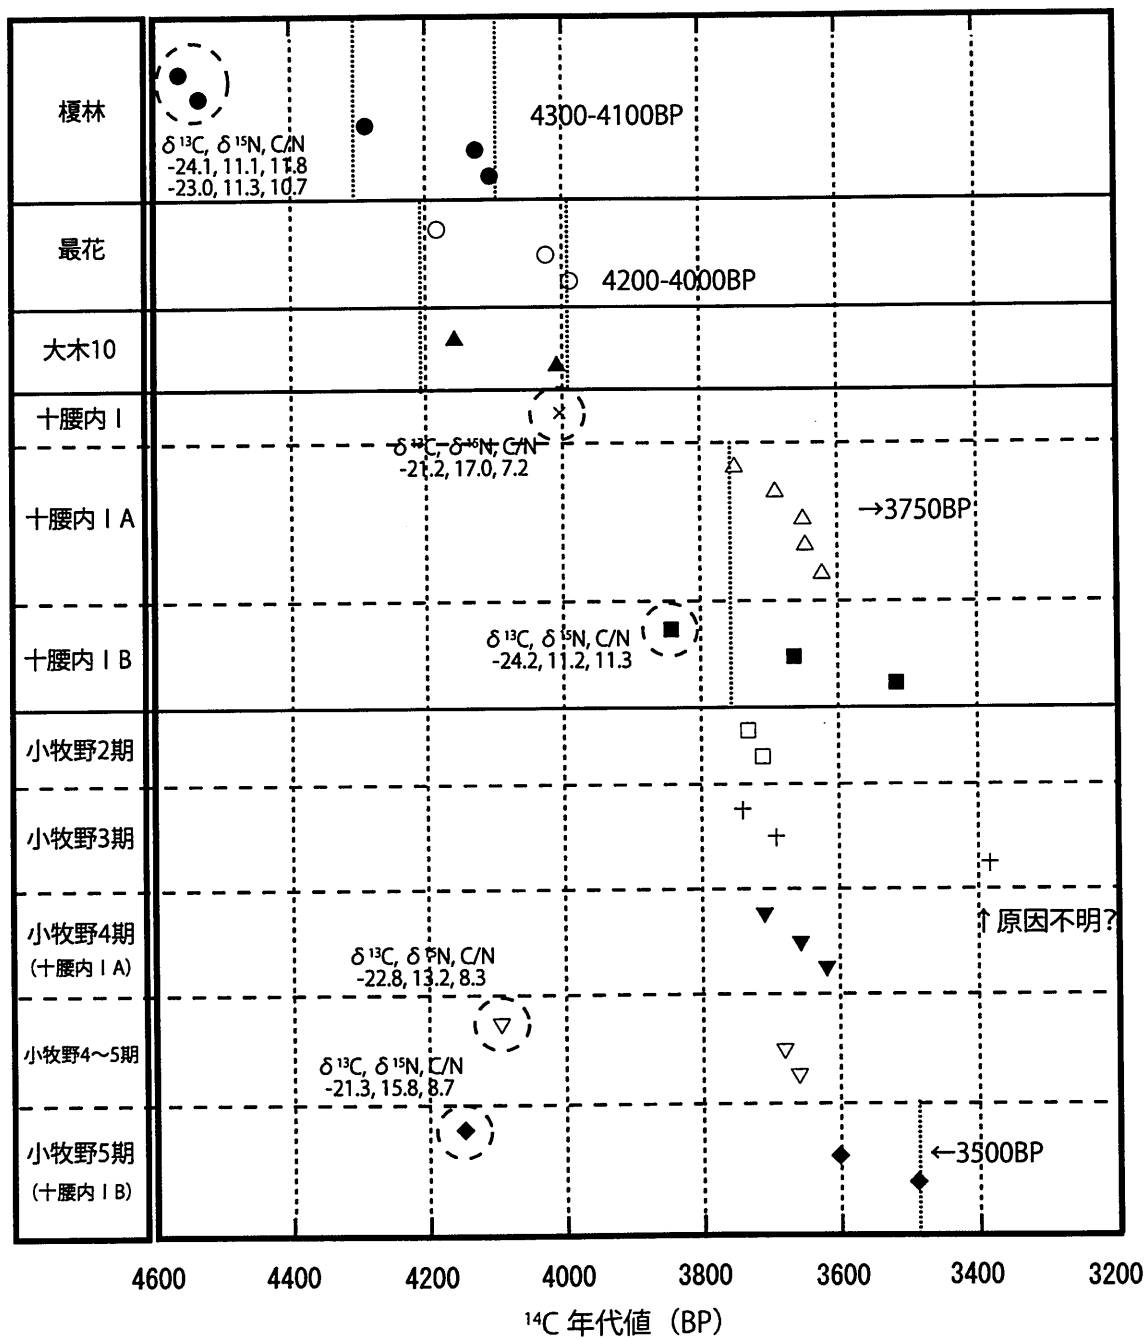 榎林
δ¹³C, δ¹⁵N, C/N
-24.1, 11.1, 11.8
-23.0, 11.3, 10.7
4300-4100BP
最花
4200-4000BP
大木10
十腰内Ⅰ
δ¹³C, δ¹⁵N, C/N
-21.2, 17.0, 7.2
十腰内ⅠA
→3750BP
十腰内ⅠB
δ¹³C, δ¹⁵N, C/N
-24.2, 11.2, 11.3
小牧野2期
小牧野3期
↑原因不明?
小牧野4期
(十腰内ⅠA)
δ¹³C, δ¹⁵N, C/N
-22.8, 13.2, 8.3
小牧野4～5期
δ¹³C, δ¹⁵N, C/N
-21.3, 15.8, 8.7
小牧野5期
(十腰内ⅠB)
←3500BP
4600 4400 4200 4000 3800 3600 3400 3200
¹⁴C 年代値（BP）